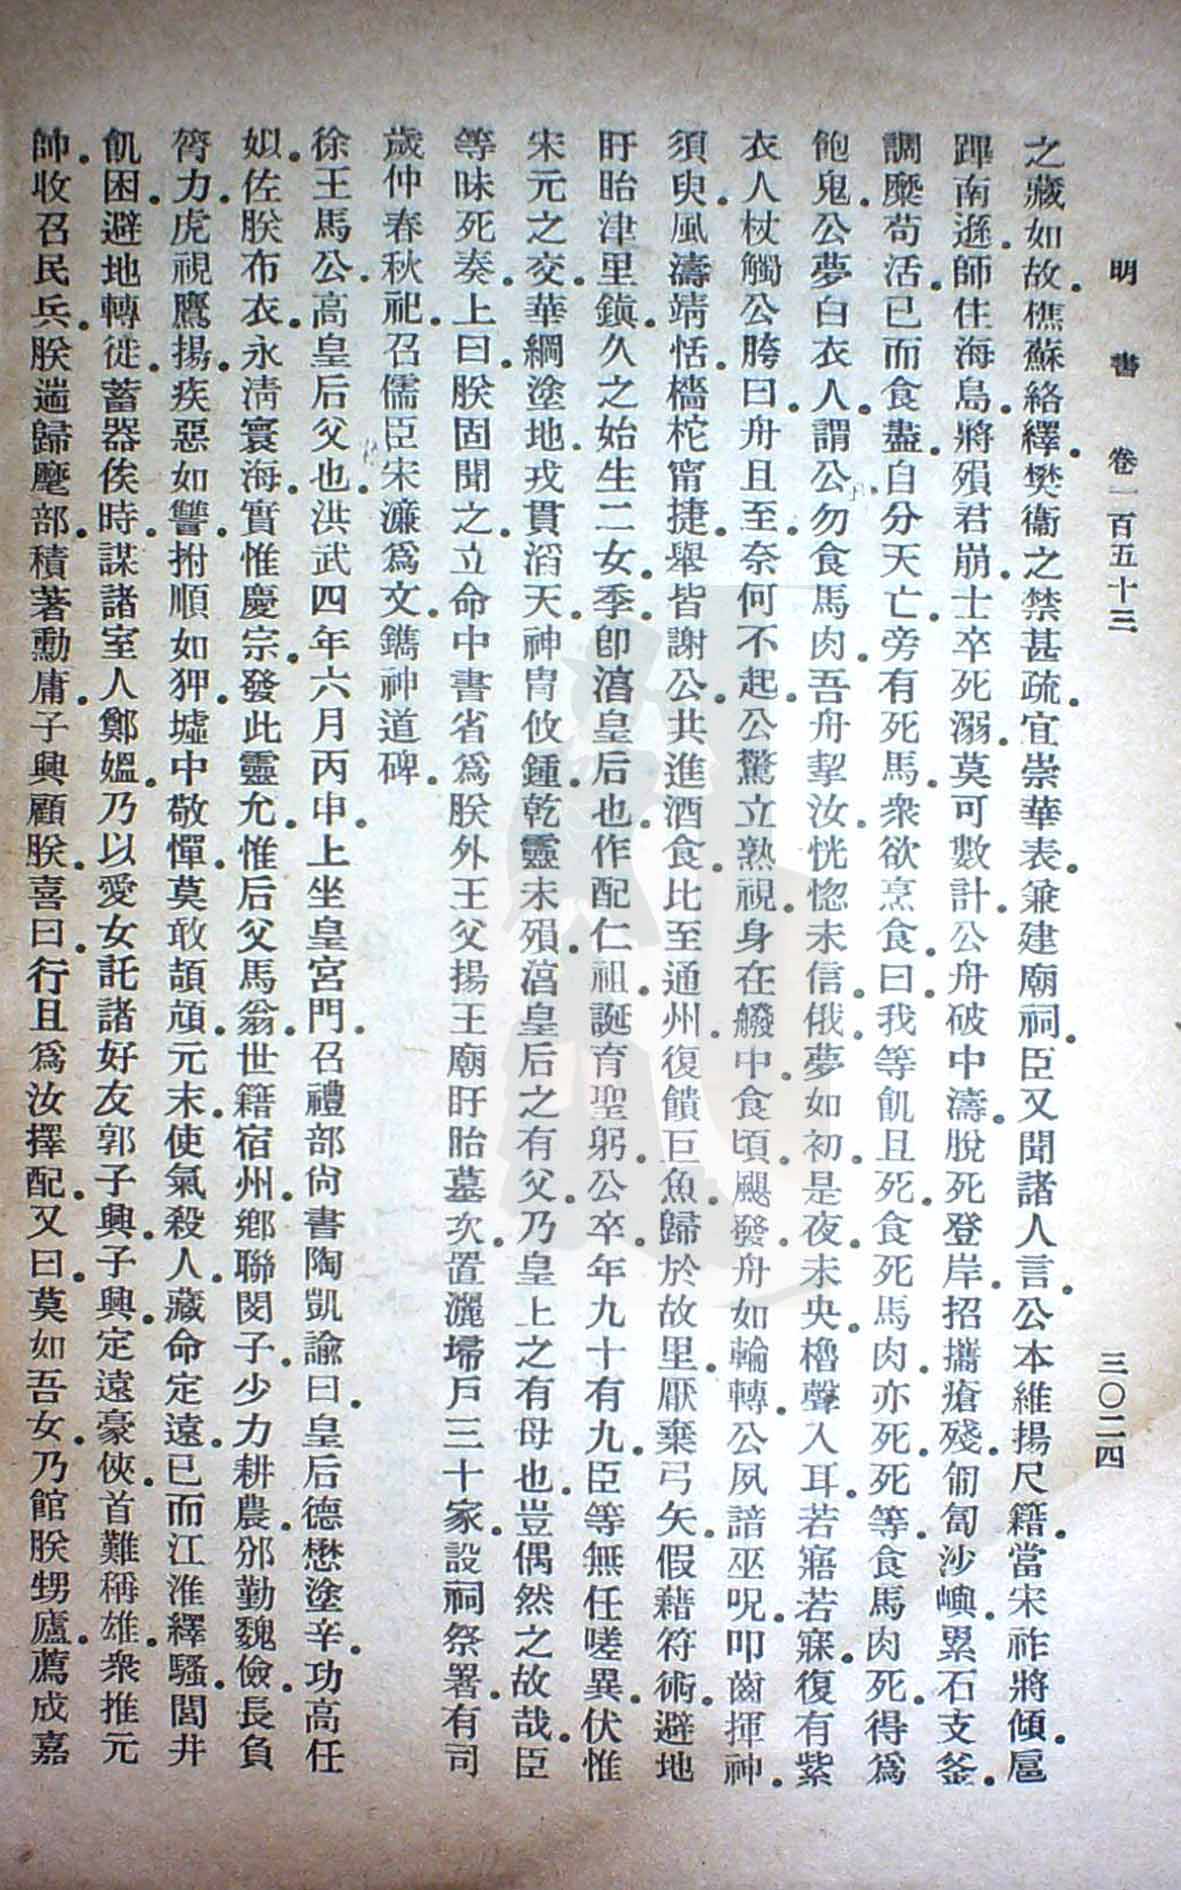 明書 卷一百五十三 三〇二四
之藏如故。樵蘇絡繹。樊衞之禁甚疏。宜崇華表。兼建廟祠。臣又聞諸人言。公本維揚尺籍。當宋祚將傾。扈
蹕南遜。師住海島。將殞君崩。士卒死溺。莫可數計。公舟破中濤。脫死登岸。招攜瘡殘。匍匐沙嶼。累石支釜。
調糜苟活。已而食盡。自分天亡。旁有死馬。衆欲烹食。曰。我等飢且死。食死馬肉。亦死。死等。食馬肉死。得爲
飽鬼。公夢白衣人。謂公。勿食馬肉。吾舟挈汝。恍惚未信。俄夢如初。是夜未央。櫓聲入耳。若寤若寐。復有紫
衣人杖觸公胯曰。舟且至。奈何不起。公驚立熟視。身在艘中。食頃。颶發。舟如輪轉。公夙諳巫呪。叩齒揮神。
須臾。風濤靖恬。檣柁甯捷。舉皆謝公。共進酒食。比至通州。復饋巨魚。歸於故里。厭棄弓矢。假藉符術。避地
盱眙津里鎮。久之。始生二女。季。卽淯皇后也。作配仁祖。誕育聖躬。公卒。年九十有九。臣等無任嗟異。伏惟
宋元之交。華綱塗地。戎貫滔天。神胄攸鍾。乾靈未殞。淯皇后之有父。乃皇上之有母也。豈偶然之故哉。臣
等昧死奏。上曰。朕固聞之。立命中書省爲朕外王父揚王廟盱眙墓次。置灑埽戶三十家。設祠祭署。有司
歲仲春秋祀。召儒臣宋濂爲文。鐫神道碑。
徐王馬公。高皇后父也。洪武四年六月丙申。上坐皇宮門。召禮部尙書陶凱諭曰。皇后德懋塗辛。功高任
姒。佐朕布衣。永淸寰海。實惟慶宗。發此靈允。惟后父馬翁。世籍宿州。鄉聯閔子。少力耕農。邠勤魏儉。長負
膂力。虎視鷹揚。疾惡如讐。拊順如狎。墟中敬憚。莫敢頡頏。元末。使氣殺人。藏命定遠。已而江淮繹騷。閭井
飢困。避地轉徙。蓄器俟時。謀諸室人鄭媼。乃以愛女託諸好友郭子興。子興。定遠豪俠。首難稱雄。衆推元
帥。收召民兵。朕遄歸麾部。積著勳庸。子興顧朕。喜曰。行且爲汝擇配。又曰。莫如吾女。乃館朕甥廬。薦成嘉